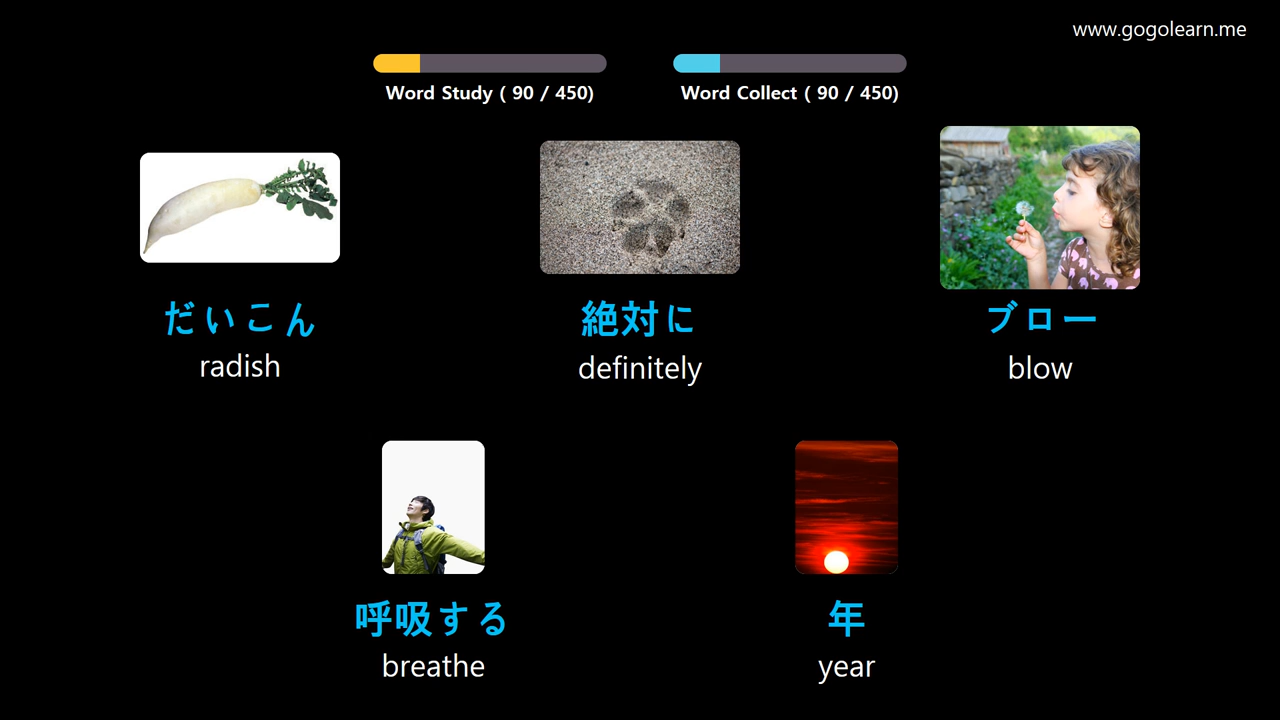 www.gogolearn.me
Word Study ( 90 / 450)
Word Collect ( 90 / 450)
だいこん
radish
絶対に
definitely
ブロー
blow
呼吸する
breathe
年
year